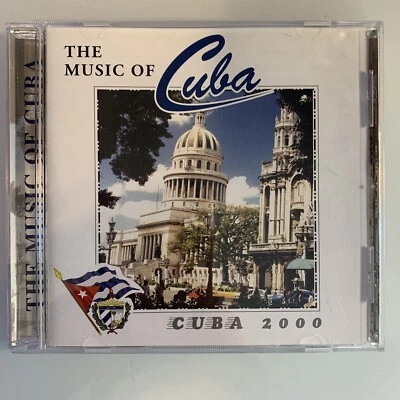 THE
MUSIC OF
Cuba
CUBA 2000
THE MUSIC OF CUBA